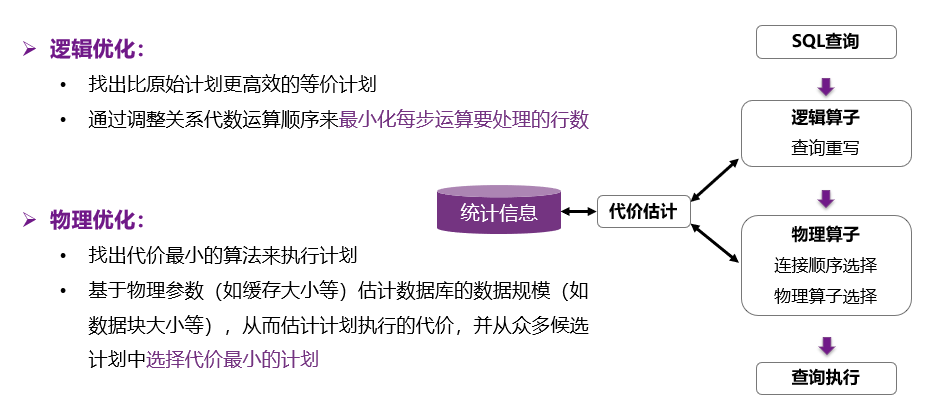 逻辑优化：
找出比原始计划更高效的等价计划
通过调整关系代数运算顺序来最小化每步运算要处理的行数
物理优化：
找出代价最小的算法来执行计划
基于物理参数（如缓存大小等）估计数据库的数据规模（如
数据块大小等），从而估计计划执行的代价，并从众多候选
计划中选择代价最小的计划
SQL查询
逻辑算子
查询重写
统计信息
代价估计
物理算子
连接顺序选择
物理算子选择
查询执行